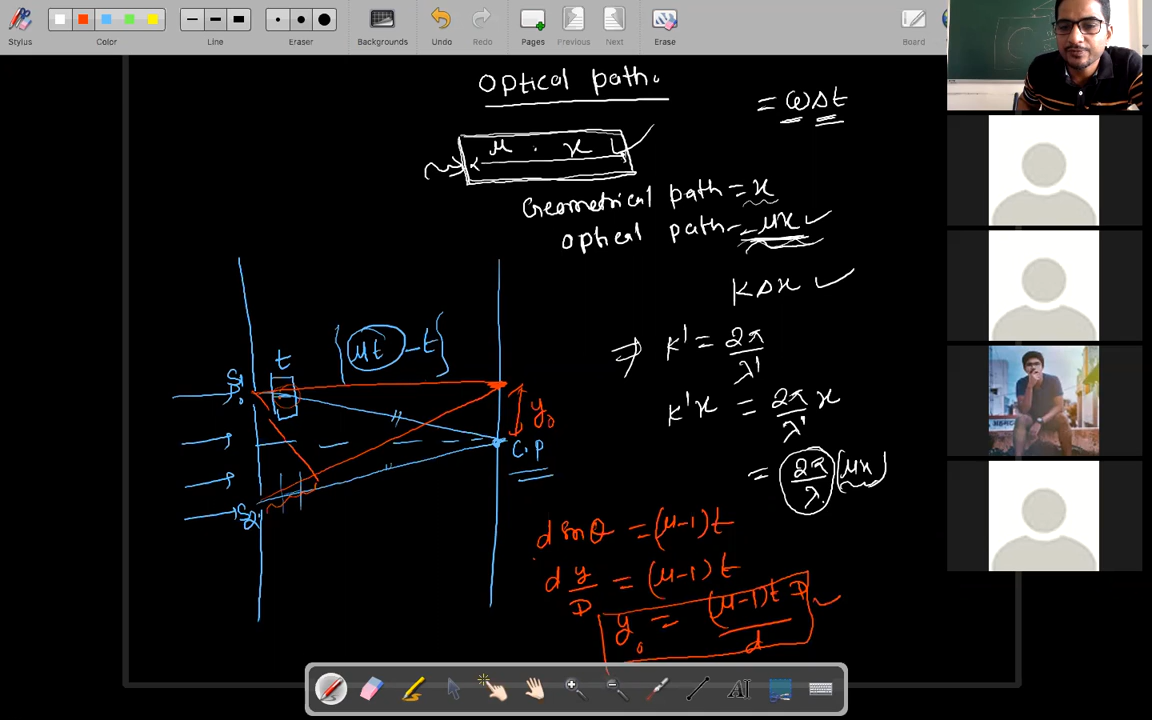 Stylus
Color
Line
Eraser
Backgrounds
Undo
Redo
Pages
Previous
Next
Erase
Board
Optical path.
= ωΔt
μ . x
Geometrical path = x
Optical path = μx
KΔx
⇒ K' = 2π/λ'
K'x = 2π/λ' x
= 2π/λ (μx)
{μt - t}
t
S1
y0
C.P
S2
d sinθ = (μ-1)t
d y/D = (μ-1)t
y0 = (μ-1)t D/d